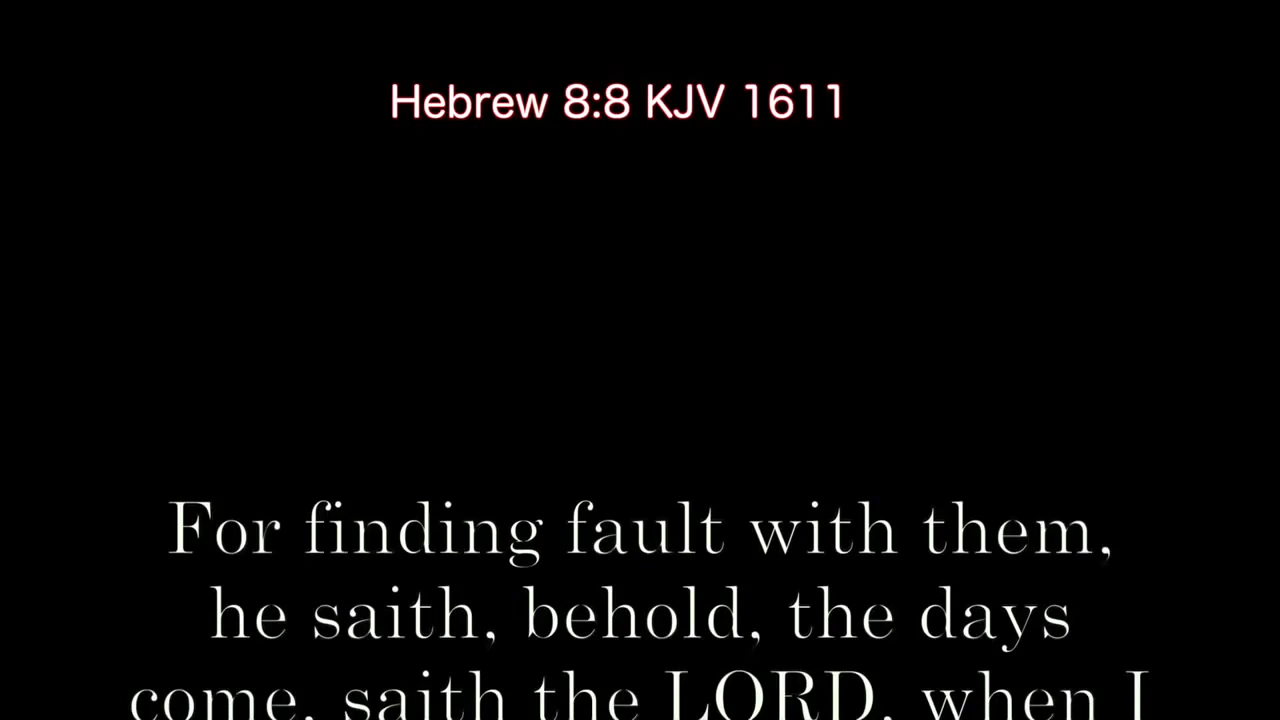 Hebrew 8:8 KJV 1611
For finding fault with them,
he saith, behold, the days
come, saith the LORD, when I